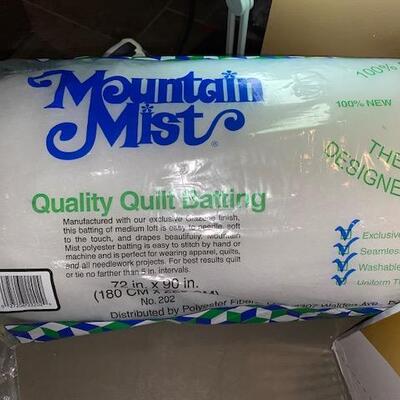 Mountain
Mist®
100%
100% NEW
THE
DESIGNE
Quality Quilt Batting
Manufactured with our exclusive Glazene finish,
this battting of medium loft is easy to needle, soft
to the touch, and drapes beautifully. Mountain
Mist polyester batting is easy to stitch by hand or
machine and is perfect for wearing apparel, quilts,
and all needlework projects. For best results quilt
or tie no farther than 5 in. intervals.
Exclusive
Seamless
Washable
Uniform Th
72 in. x 90 in.
(180 CM x
No. 202
Distributed by Polyester Fibers
Walden Ave.